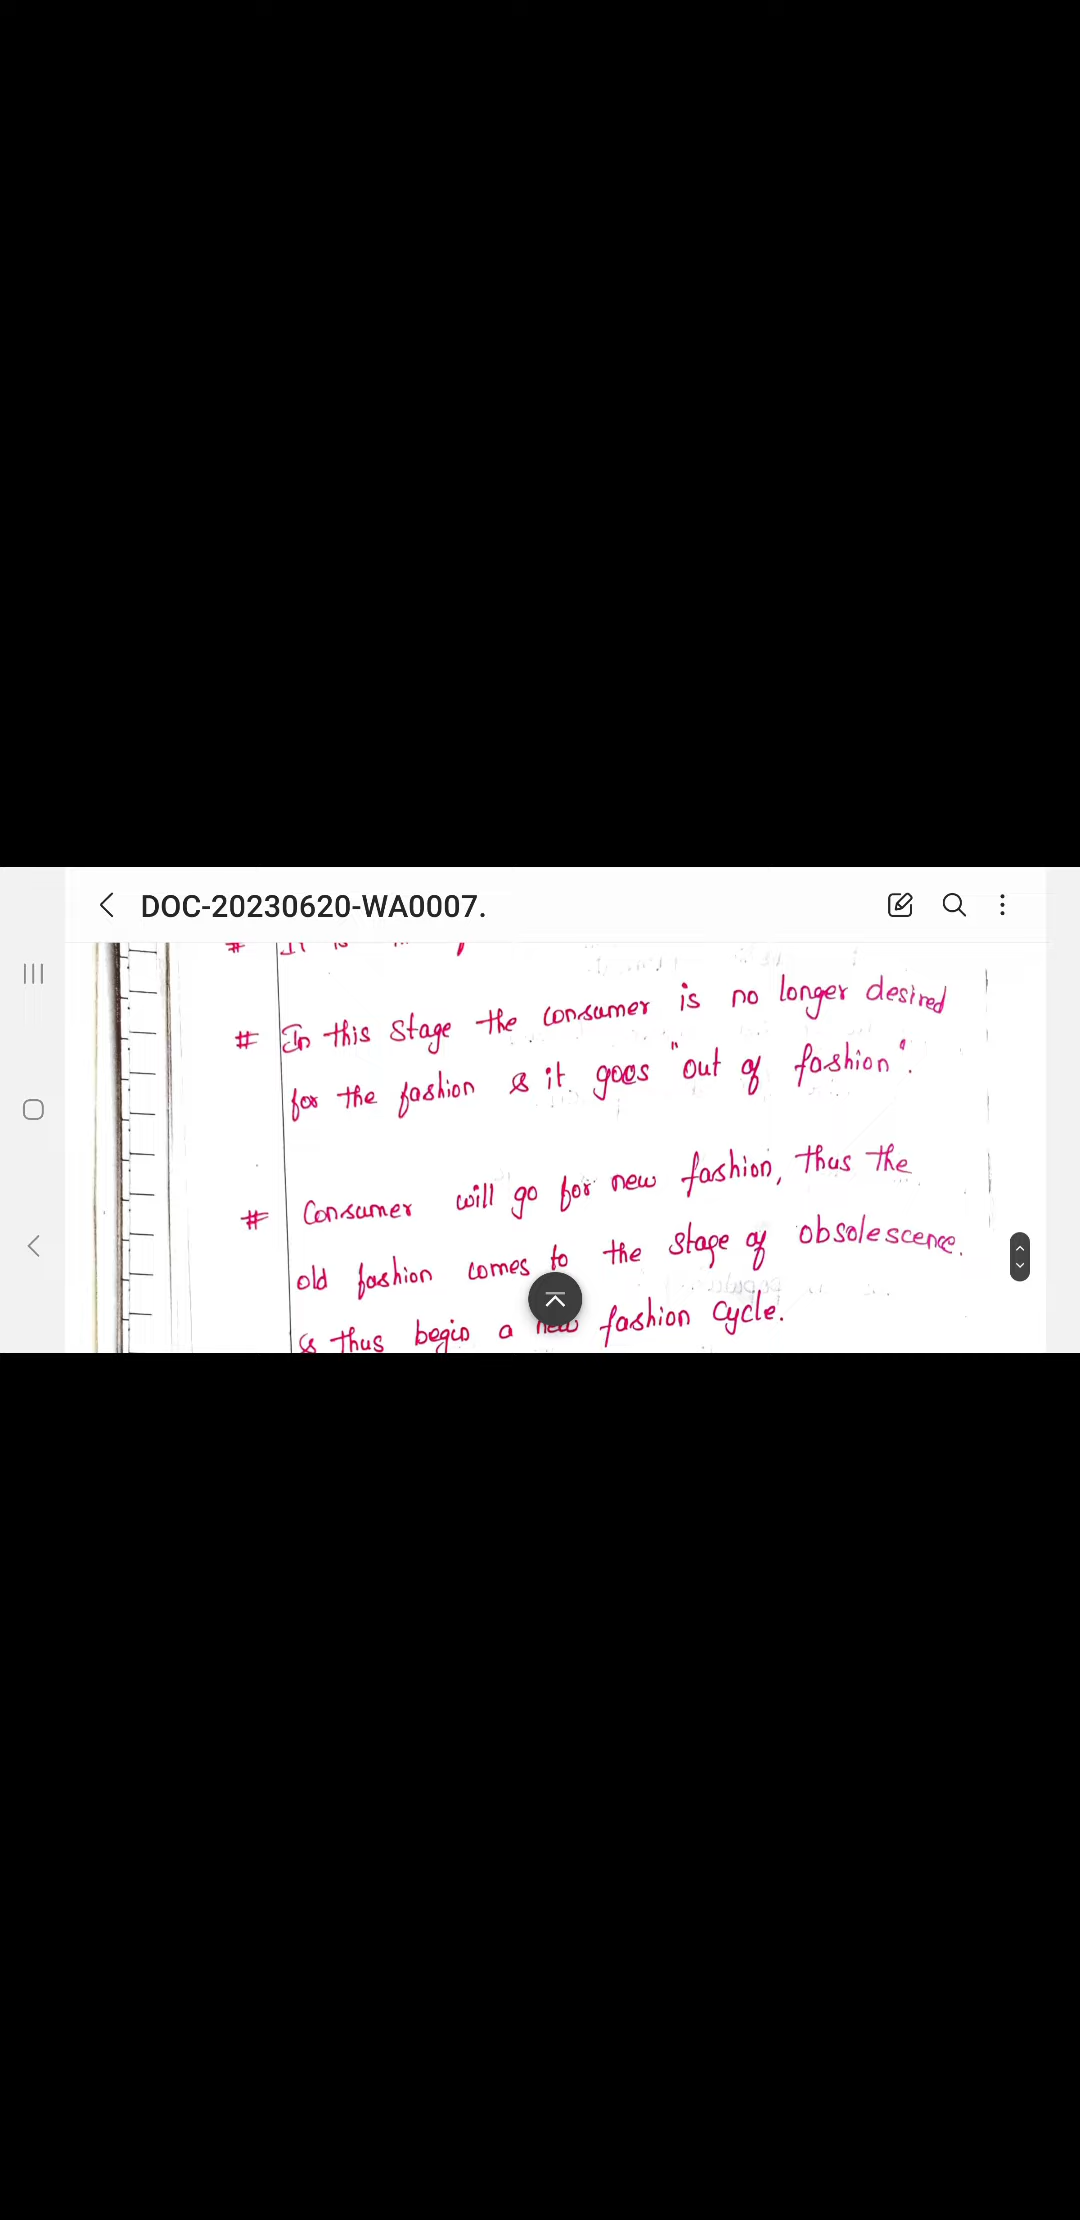 DOC-20230620-WA0007.
# In this stage the consumer is no longer desired
for the fashion & it goes "out of fashion".
# Consumer will go for new fashion, thus the
old fashion comes to the stage of obsolescence.
& thus begin a new fashion cycle.